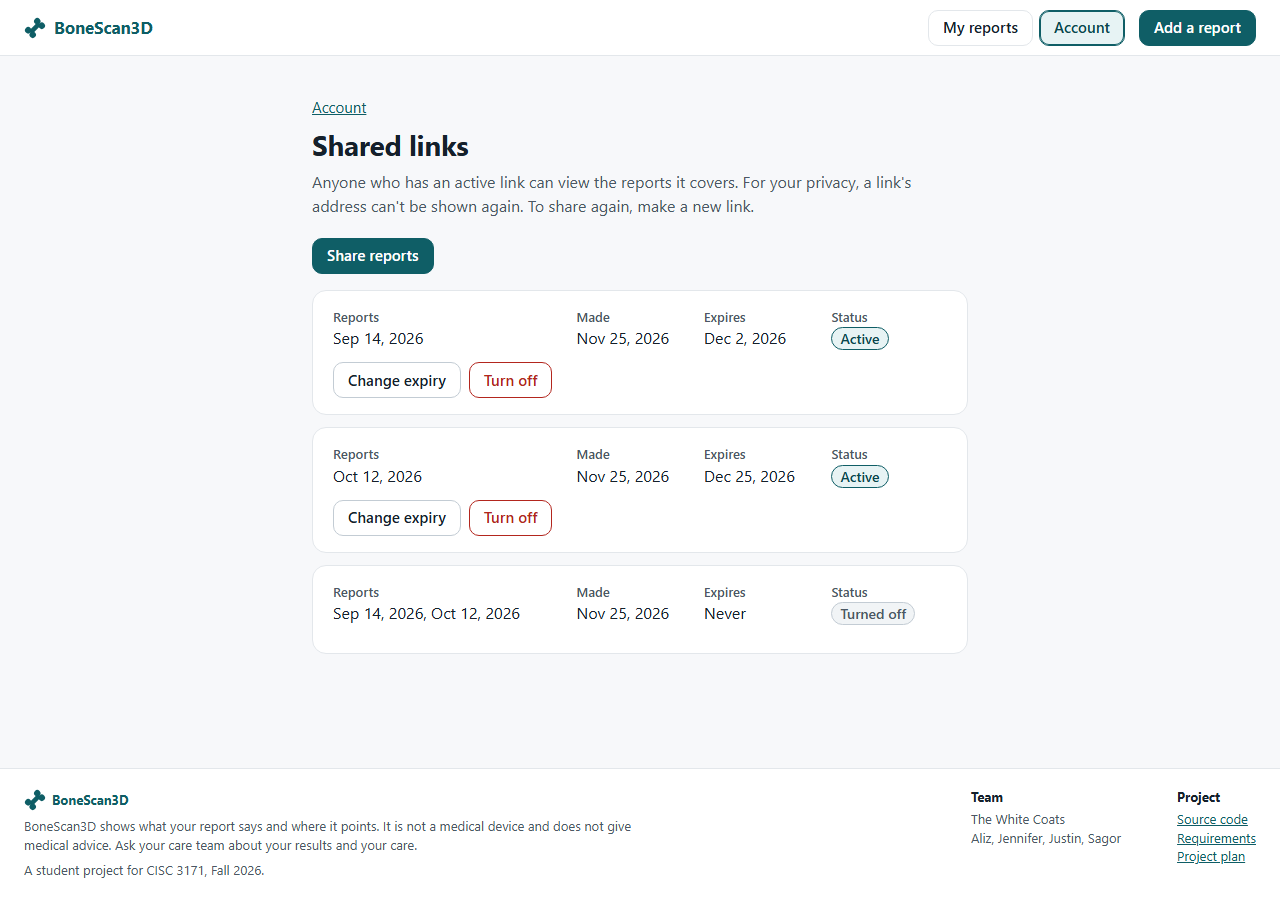 BoneScan3D
My reports
Account
Add a report
Account
Shared links
Anyone who has an active link can view the reports it covers. For your privacy, a link's
address can't be shown again. To share again, make a new link.
Share reports
Reports Made Expires Status
Sep 14, 2026 Nov 25, 2026 Dec 2, 2026 Active
Change expiry Turn off
Reports Made Expires Status
Oct 12, 2026 Nov 25, 2026 Dec 25, 2026 Active
Change expiry Turn off
Reports Made Expires Status
Sep 14, 2026, Oct 12, 2026 Nov 25, 2026 Never Turned off
BoneScan3D
BoneScan3D shows what your report says and where it points. It is not a medical device and does not give
medical advice. Ask your care team about your results and your care.
A student project for CISC 3171, Fall 2026.
Team
The White Coats
Aliz, Jennifer, Justin, Sagor
Project
Source code
Requirements
Project plan